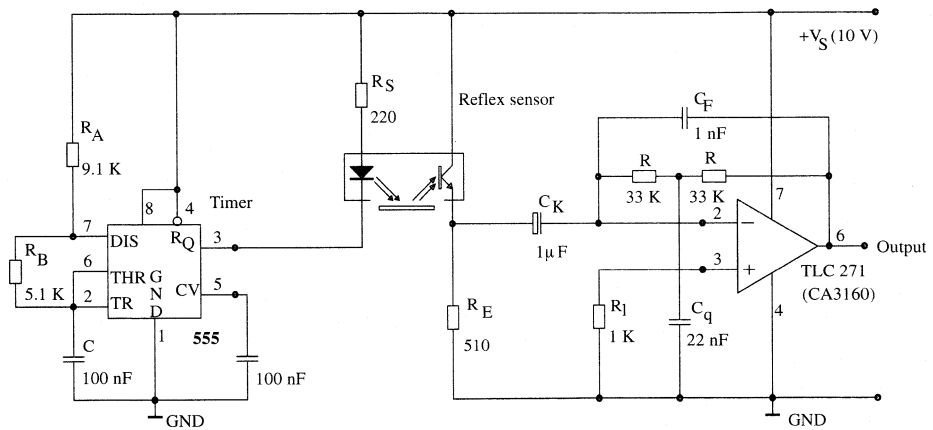 +V_S (10 V)
R_S
220
Reflex sensor
C_F
1 nF
R_A
9.1 K
R
33 K
R
33 K
8
4
Timer
C_K
1µF
7
7
DIS
R_Q
3
2
−
6
Output
R_B
5.1 K
6
THR
G
N
D
CV
5
3
+
TLC 271
(CA3160)
2
TR
R_E
510
R_1
1 K
C_q
22 nF
4
1
555
C
100 nF
100 nF
GND
GND